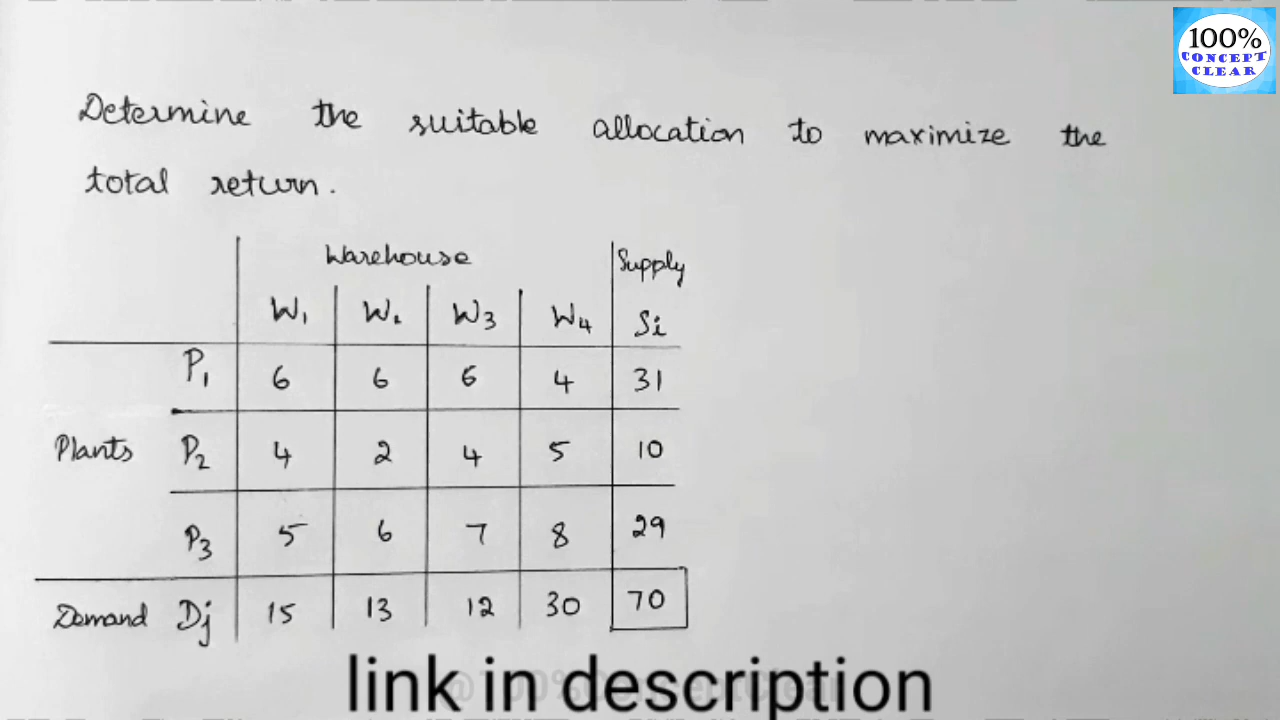 100%
CONCEPT
CLEAR
Determine the suitable allocation to maximize the
total return.
Warehouse Supply
W1 W2 W3 W4 Si
P1 6 6 6 4 31
Plants P2 4 2 4 5 10
P3 5 6 7 8 29
Demand Dj 15 13 12 30 70
link in description